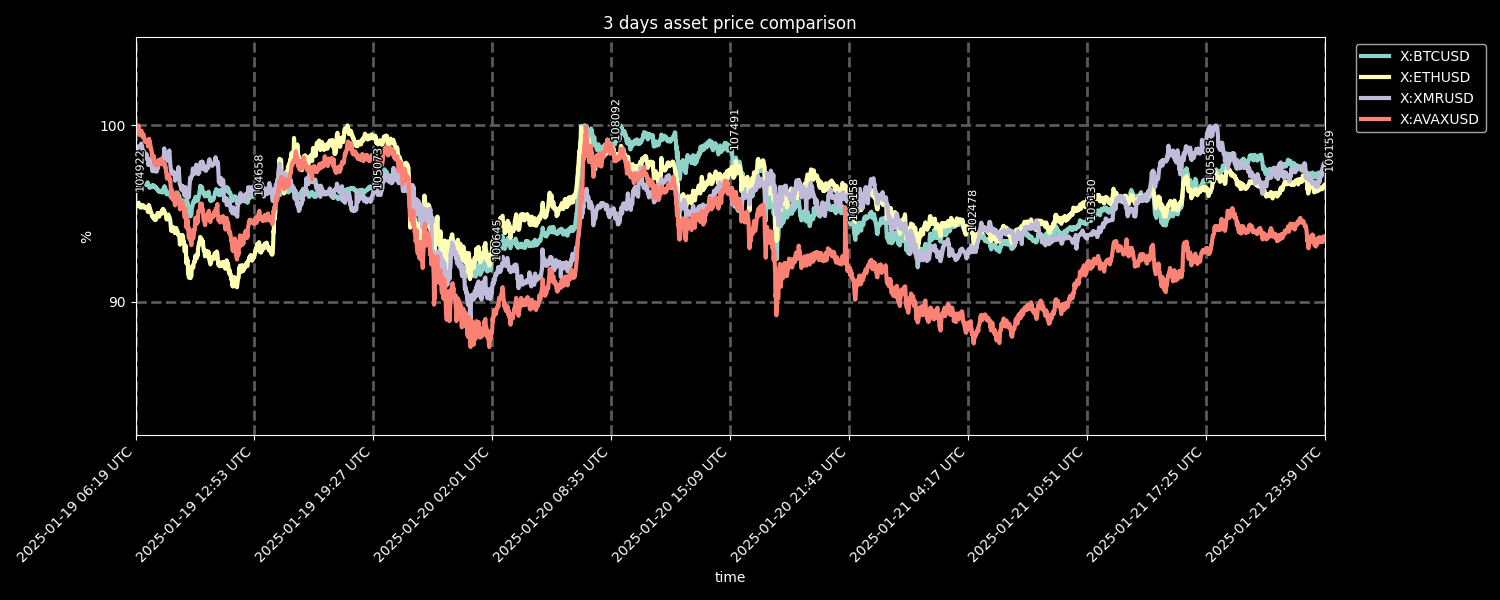 3 days asset price comparison
X:BTCUSD
X:ETHUSD
X:XMRUSD
X:AVAXUSD
100
90
%
104922
104658
105073
100645
108092
107491
103158
102478
103130
105585
106159
2025-01-19 06:19 UTC
2025-01-19 12:53 UTC
2025-01-19 19:27 UTC
2025-01-20 02:01 UTC
2025-01-20 08:35 UTC
2025-01-20 15:09 UTC
2025-01-20 21:43 UTC
2025-01-21 04:17 UTC
2025-01-21 10:51 UTC
2025-01-21 17:25 UTC
2025-01-21 23:59 UTC
time